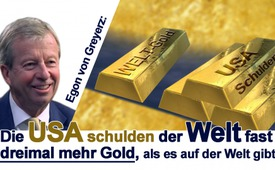 Egon von Greyerz:
WELT-Gold
USA
Schulden
Die USA schulden der Welt fast
dreimal mehr Gold, als es auf der Welt gibt